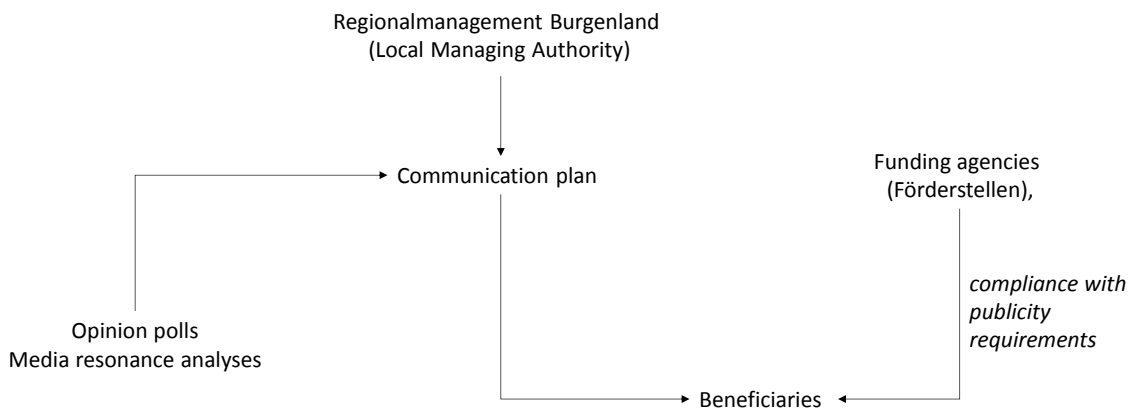 Regionalmanagement Burgenland
(Local Managing Authority)
Communication plan
Funding agencies
(Förderstellen),
compliance with
publicity
requirements
Opinion polls
Media resonance analyses
Beneficiaries